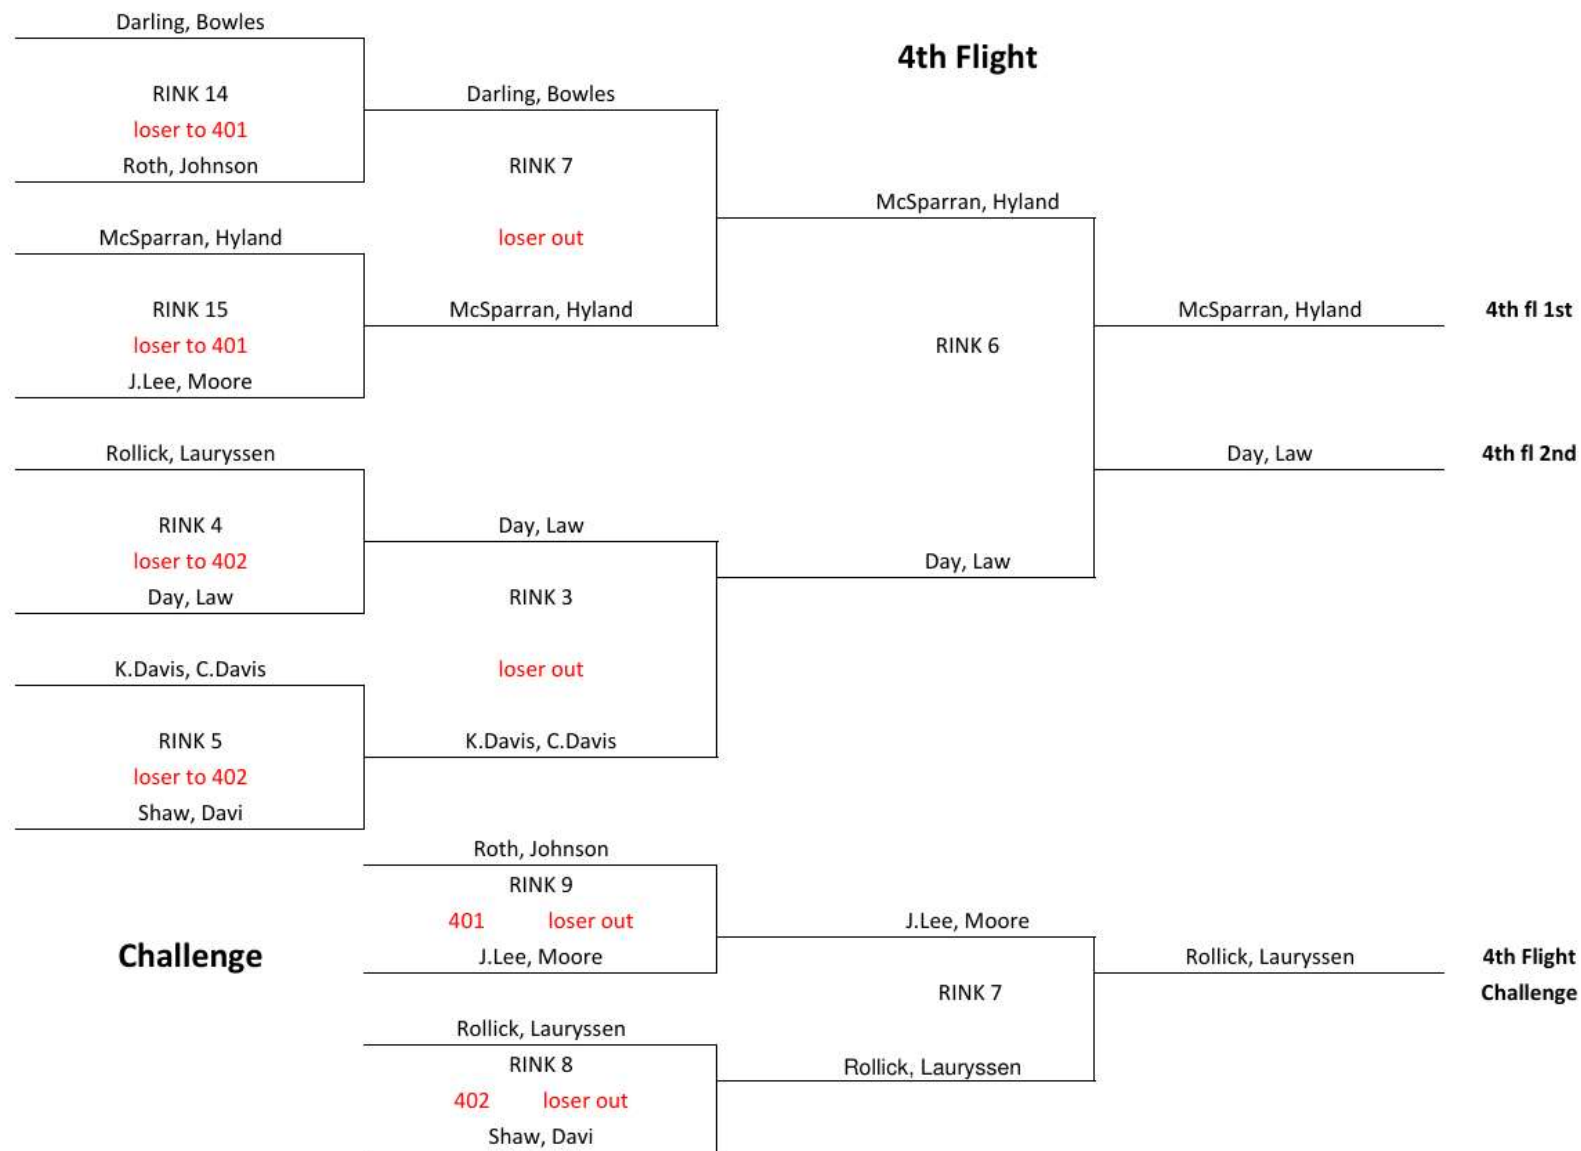 Darling, Bowles
4th Flight
RINK 14
Darling, Bowles
loser to 401
Roth, Johnson
RINK 7
McSparran, Hyland
McSparran, Hyland
loser out
RINK 15
McSparran, Hyland
McSparran, Hyland
4th fl 1st
loser to 401
RINK 6
J.Lee, Moore
Rollick, Lauryssen
Day, Law
4th fl 2nd
RINK 4
Day, Law
loser to 402
Day, Law
Day, Law
RINK 3
K.Davis, C.Davis
loser out
RINK 5
K.Davis, C.Davis
loser to 402
Shaw, Davi
Roth, Johnson
RINK 9
401 loser out
J.Lee, Moore
Challenge
J.Lee, Moore
Rollick, Lauryssen
4th Flight
RINK 7
Challenge
Rollick, Lauryssen
RINK 8
Rollick, Lauryssen
402 loser out
Shaw, Davi